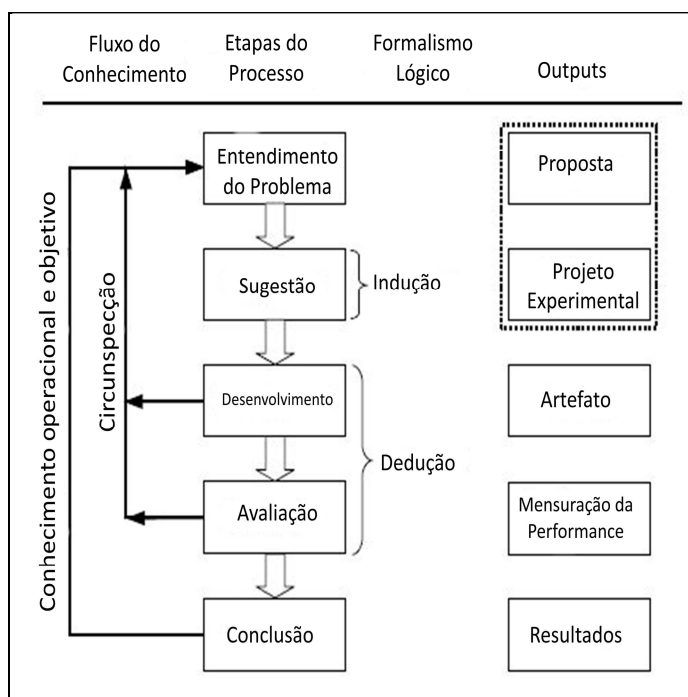 Fluxo do
Conhecimento
Etapas do
Processo
Formalismo
Lógico
Outputs
Entendimento
do Problema
Proposta
Sugestão
Indução
Projeto
Experimental
Desenvolvimento
Artefato
Dedução
Avaliação
Mensuração da
Performance
Conclusão
Resultados
Circunspecção
Conhecimento operacional e objetivo